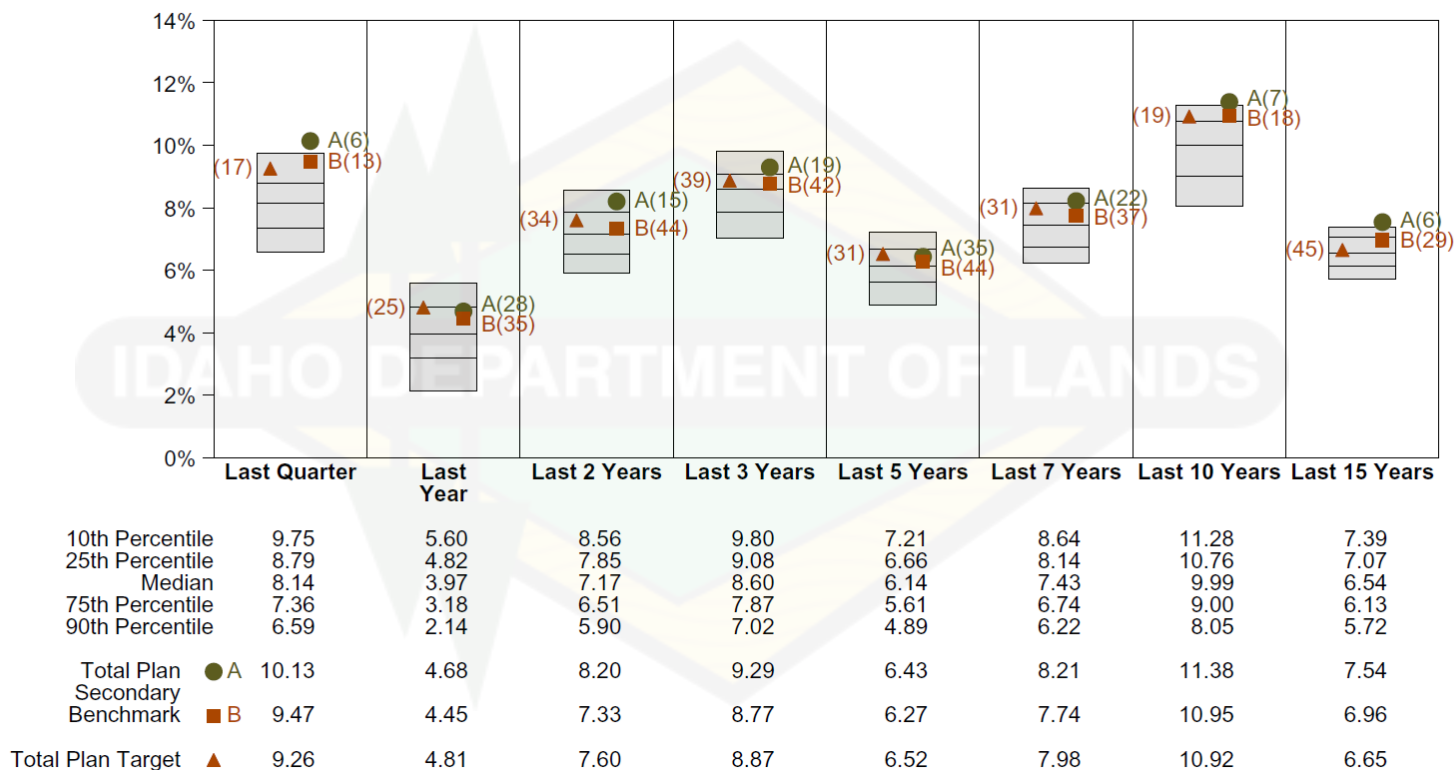 14%
12%
10%
8%
6%
4%
2%
0%
(17) A(6)
B(13)
(25) A(28)
B(35)
(34) A(15)
B(44)
(39) A(19)
B(42)
(31) A(35)
B(44)
(31) A(22)
B(37)
(19) A(7)
B(18)
(45) A(6)
B(29)
IDAHO DEPARTMENT OF LANDS
Last Quarter Last Year Last 2 Years Last 3 Years Last 5 Years Last 7 Years Last 10 Years Last 15 Years
10th Percentile 9.75 5.60 8.56 9.80 7.21 8.64 11.28 7.39
25th Percentile 8.79 4.82 7.85 9.08 6.66 8.14 10.76 7.07
Median 8.14 3.97 7.17 8.60 6.14 7.43 9.99 6.54
75th Percentile 7.36 3.18 6.51 7.87 5.61 6.74 9.00 6.13
90th Percentile 6.59 2.14 5.90 7.02 4.89 6.22 8.05 5.72
Total Plan A 10.13 4.68 8.20 9.29 6.43 8.21 11.38 7.54
Secondary
Benchmark B 9.47 4.45 7.33 8.77 6.27 7.74 10.95 6.96
Total Plan Target 9.26 4.81 7.60 8.87 6.52 7.98 10.92 6.65